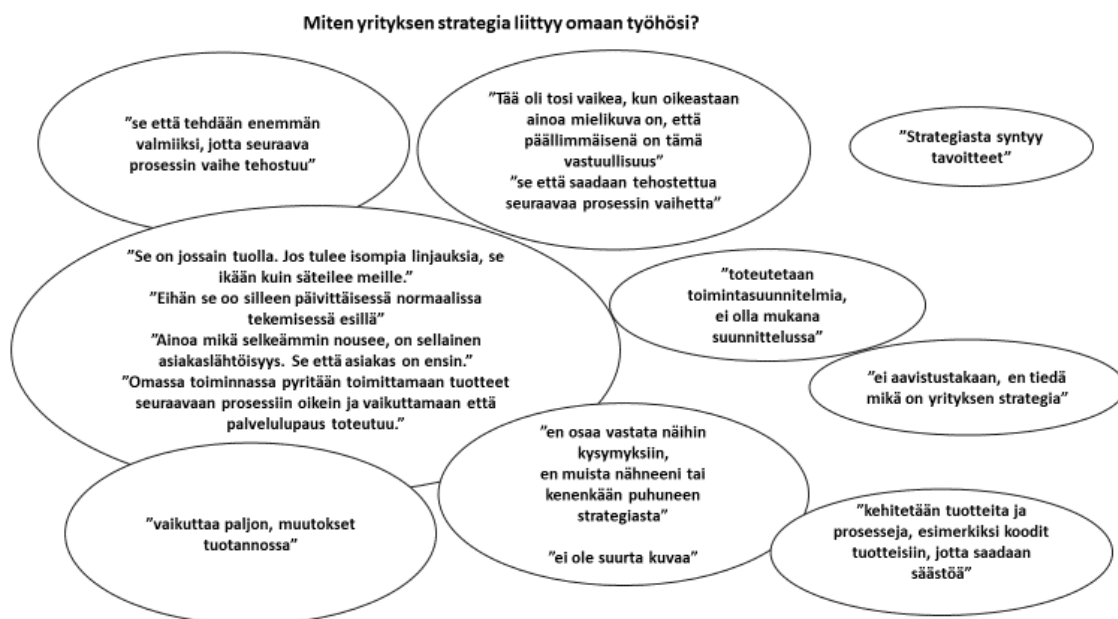 Miten yrityksen strategia liittyy omaan työhösi?
”se että tehdään enemmän
valmiiksi, jotta seuraava
prosessin vaihe tehostuu”
”Tää oli tosi vaikea, kun oikeastaan
ainoa mielikuva on, että
päällimmäisenä on tämä
vastuullisuus”
”se että saadaan tehostettua
seuraavaa prosessin vaihetta”
”Strategiasta syntyy
tavoitteet”
”Se on jossain tuolla. Jos tulee isompia linjauksia, se
ikään kuin säteilee meille.”
”Eihän se oo silleen päivittäisessä normaalissa
tekemisessä esillä”
”Ainoa mikä selkeämmin nousee, on sellainen
asiakaslähtöisyys. Se että asiakas on ensin.”
”Omassa toiminnassa pyritään toimittamaan tuotteet
seuraavaan prosessiin oikein ja vaikuttamaan että
palvelulupaus toteutuu.”
”toteutetaan
toimintasuunnitelmia,
ei olla mukana
suunnittelussa”
”ei aavistustakaan, en tiedä
mikä on yrityksen strategia”
”en osaa vastata näihin
kysymyksiin,
en muista nähneeni tai
kenenkään puhuneen
strategiasta”
”ei ole suurta kuvaa”
”vaikuttaa paljon, muutokset
tuotannossa”
”kehitetään tuotteita ja
prosesseja, esimerkiksi koodit
tuotteisiin, jotta saadaan
säästöä”